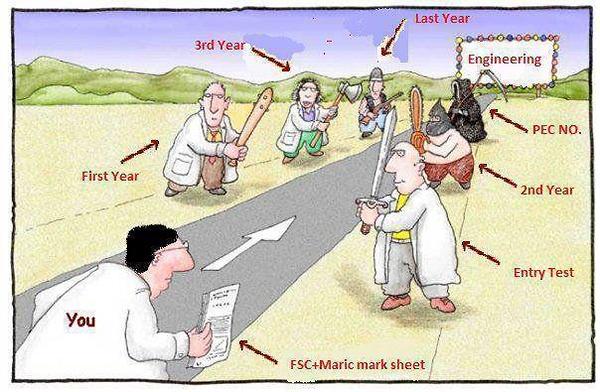 Last Year
3rd Year
Engineering
PEC NO.
First Year
2nd Year
Entry Test
You
FSC+Maric mark sheet